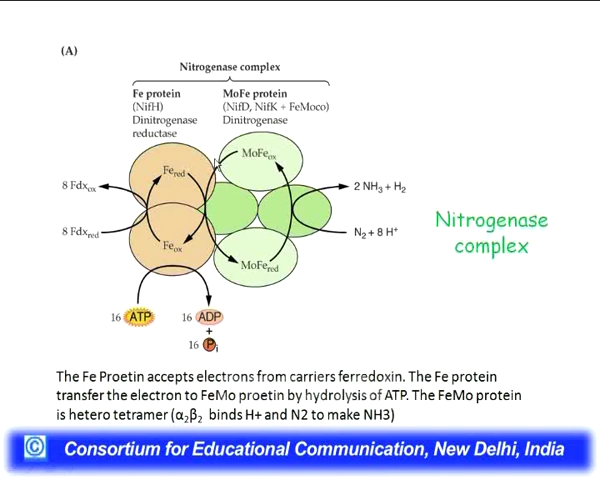 (A)
Nitrogenase complex
Fe protein
(NifH)
Dinitrogenase
reductase
MoFe protein
(NifD, NifK + FeMoco)
Dinitrogenase
MoFeox
Fered
8 Fdxox
2 NH3 + H2
8 Fdxred
N2 + 8 H+
Feox
MoFered
Nitrogenase
complex
16 ATP
16 ADP
+
16 Pi
The Fe Proetin accepts electrons from carriers ferredoxin. The Fe protein
transfer the electron to FeMo proetin by hydrolysis of ATP. The FeMo protein
is hetero tetramer (α2β2 binds H+ and N2 to make NH3)
© Consortium for Educational Communication, New Delhi, India